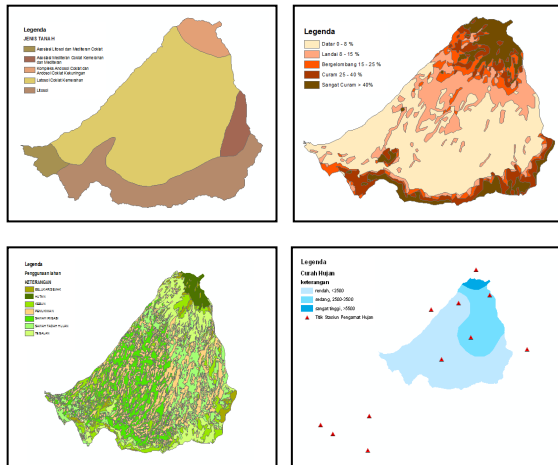 Legenda
JENIS TANAH
Asosiasi Litosol dan Mediteran Coklat
Asosiasi Mediteran Coklat Kemerahan
dan Mediteran
Kompleks Andosol Coklat dan
Andosol Coklat Kekuningan
Latosol Coklat Kemerahan
Litosol
Legenda
Datar 0 - 8 %
Landai 8 - 15 %
Bergelombang 15 - 25 %
Curam 25 - 40 %
Sangat Curam > 40%
Legenda
Penggunaan lahan
KETERANGAN
HUTAN
KEBUN
SAWAH IRIGASI
SAWAH TADAH HUJAN
TEGALAN
Legenda
Curah Hujan
keterangan
rendah, <2500
sedang, 2500-3500
sangat tinggi, >5500
Titik Stasiun Pengamat Hujan